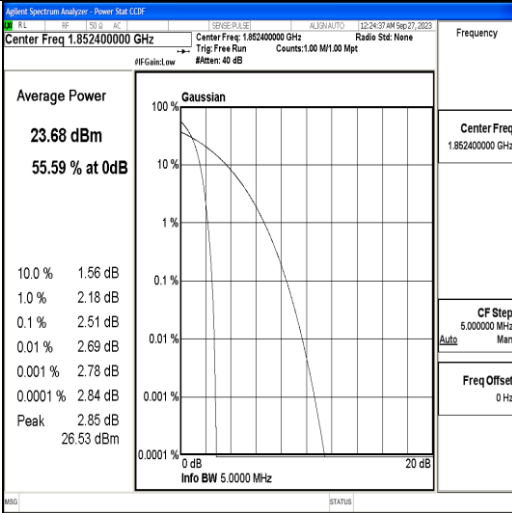 Agilent Spectrum Analyzer - Power Stat CCDF
RL RF 50 Ω AC SENSE:PULSE ALIGN AUTO 12:24:37 AM Sep 27, 2023
Center Freq 1.852400000 GHz
Center Freq: 1.852400000 GHz Radio Std: None
Trig: Free Run Counts:1.00 M/1.00 Mpt
#IFGain:Low #Atten: 40 dB
Frequency
Average Power
23.68 dBm
55.59 % at 0dB
10.0 % 1.56 dB
1.0 % 2.18 dB
0.1 % 2.51 dB
0.01 % 2.69 dB
0.001 % 2.78 dB
0.0001 % 2.84 dB
Peak 2.85 dB
26.53 dBm
Gaussian
100 %
10 %
1 %
0.1 %
0.01 %
0.001 %
0.0001 %
0 dB 20 dB
Info BW 5.0000 MHz
Center Freq
1.852400000 GHz
CF Step
5.000000 MHz
Auto Man
Freq Offset
0 Hz
MSG STATUS